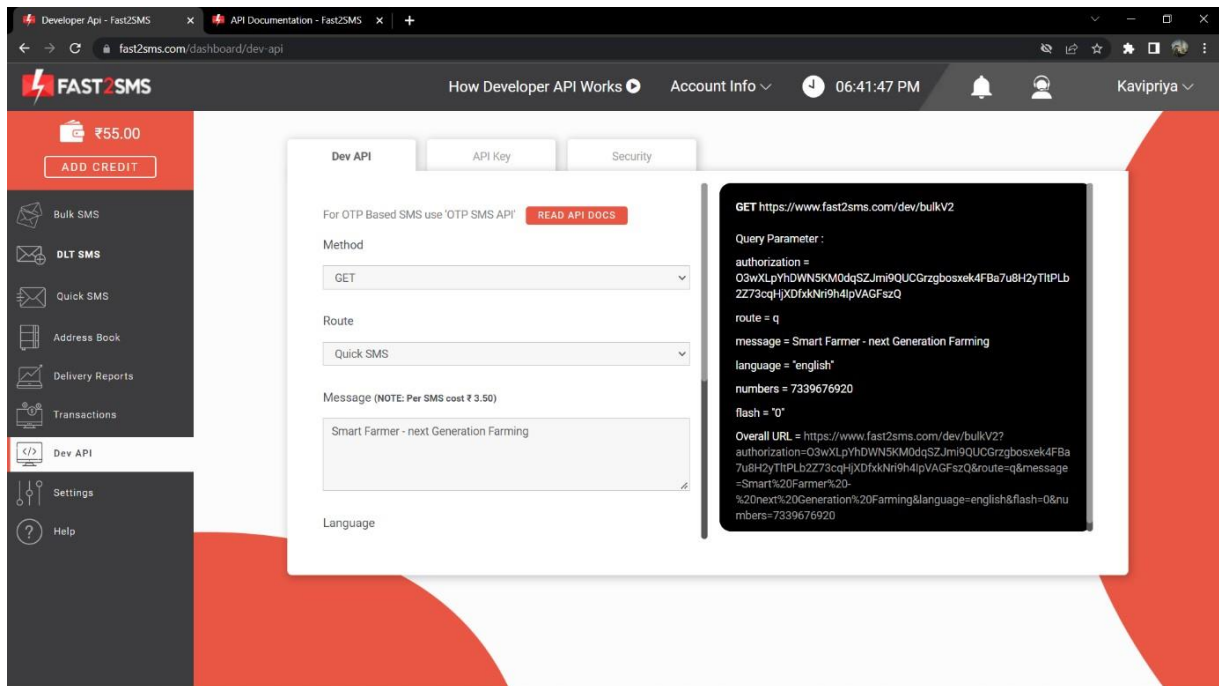 Developer Api - Fast2SMS
API Documentation - Fast2SMS
fast2sms.com/dashboard/dev-api
FAST2SMS
How Developer API Works
Account Info
06:41:47 PM
Kavipriya
₹55.00
ADD CREDIT
Bulk SMS
DLT SMS
Quick SMS
Address Book
Delivery Reports
Transactions
Dev API
Settings
Help
Dev API
API Key
Security
For OTP Based SMS use 'OTP SMS API'
READ API DOCS
Method
GET
Route
Quick SMS
Message (NOTE: Per SMS cost ₹ 3.50)
Smart Farmer - next Generation Farming
Language
GET https://www.fast2sms.com/dev/bulkV2
Query Parameter :
authorization =
route = q
message = Smart Farmer - next Generation Farming
language = "english"
numbers = 7339676920
flash = "0"
Overall URL = https://www.fast2sms.com/dev/bulkV2?
authorization=
&route=q&message
=Smart%20Farmer%20-
%20next%20Generation%20Farming&language=english&flash=0&nu
mbers=7339676920